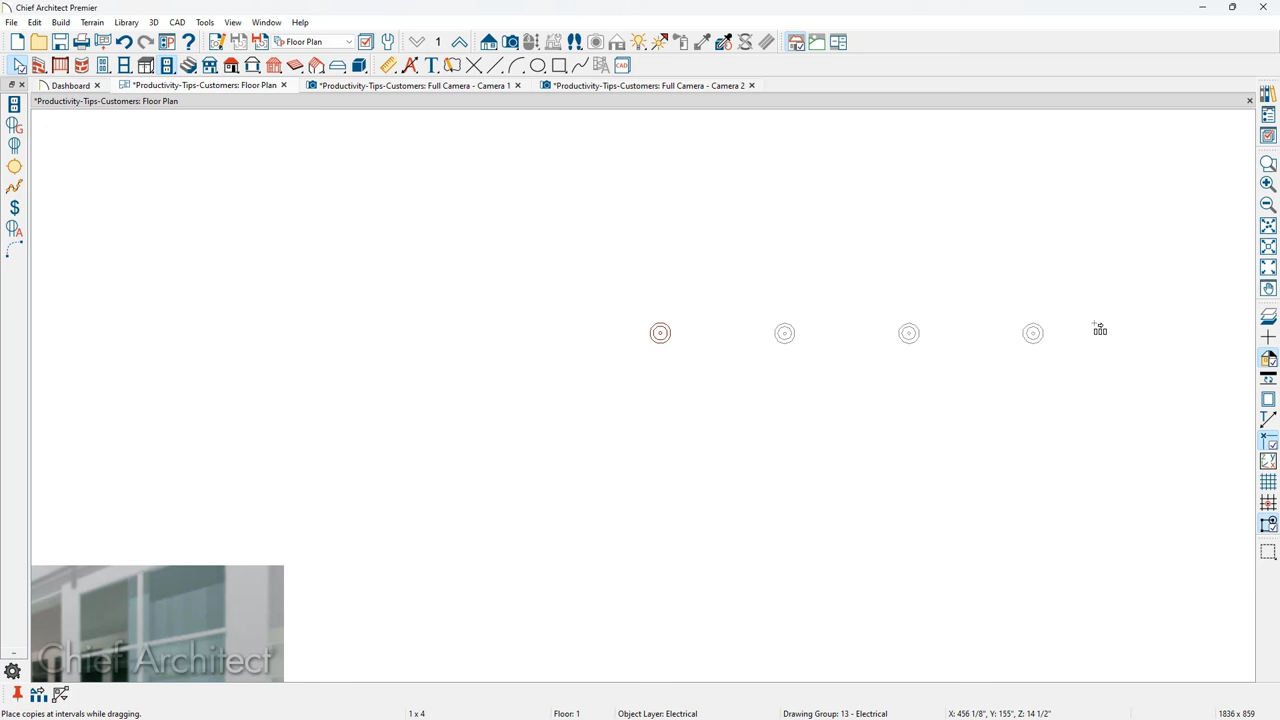 Chief Architect Premier
File Edit Build Terrain Library 3D CAD Tools View Window Help
1 Floor Plan
Dashboard *Productivity-Tips-Customers: Floor Plan *Productivity-Tips-Customers: Full Camera - Camera 1 *Productivity-Tips-Customers: Full Camera - Camera 2
*Productivity-Tips-Customers: Floor Plan
Chief Architect
Place copies at intervals while dragging. 1 x 4 Floor: 1 Object Layer: Electrical Drawing Group: 13 - Electrical X: 456 1/8", Y: 155", Z: 14 1/2" 1836 x 859